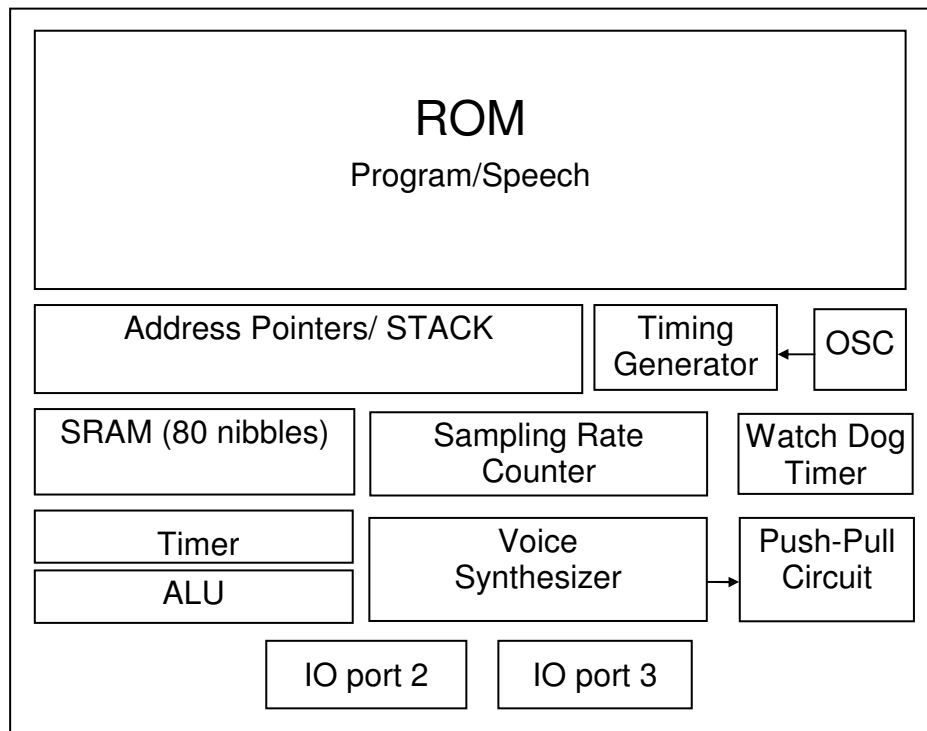 ROM
Program/Speech
Address Pointers/ STACK
Timing
Generator
OSC
SRAM (80 nibbles)
Sampling Rate
Counter
Watch Dog
Timer
Timer
ALU
Voice
Synthesizer
Push-Pull
Circuit
IO port 2
IO port 3